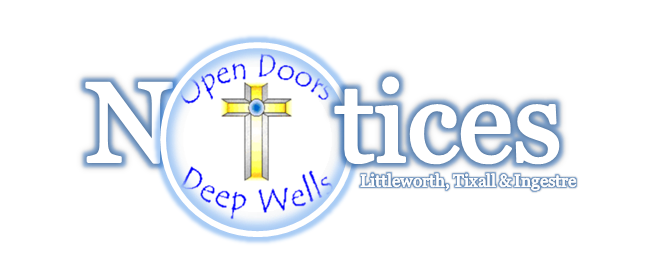 Notices
Open Doors
Deep Wells
Littleworth, Tixall & Ingestre